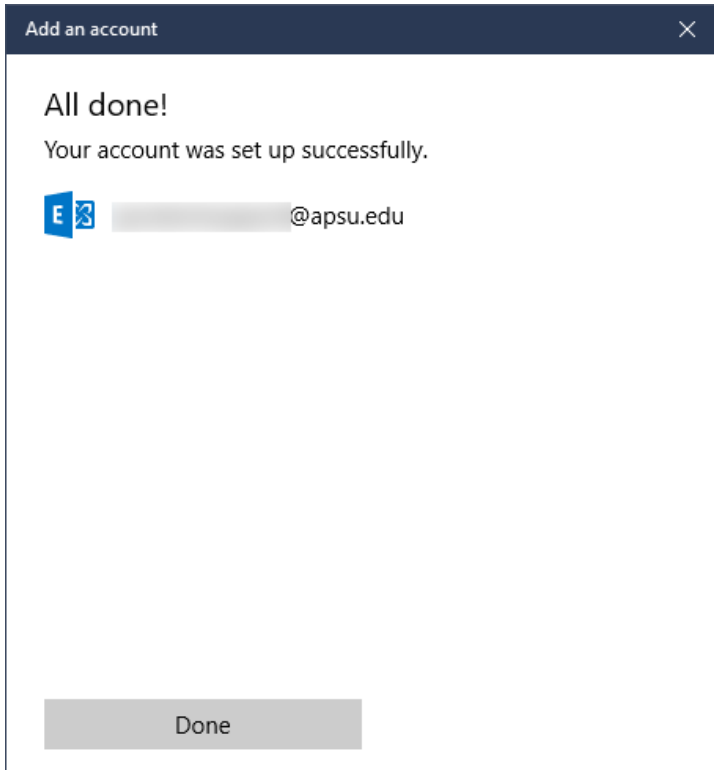 Add an account
All done!
Your account was set up successfully.
E @apsu.edu
Done